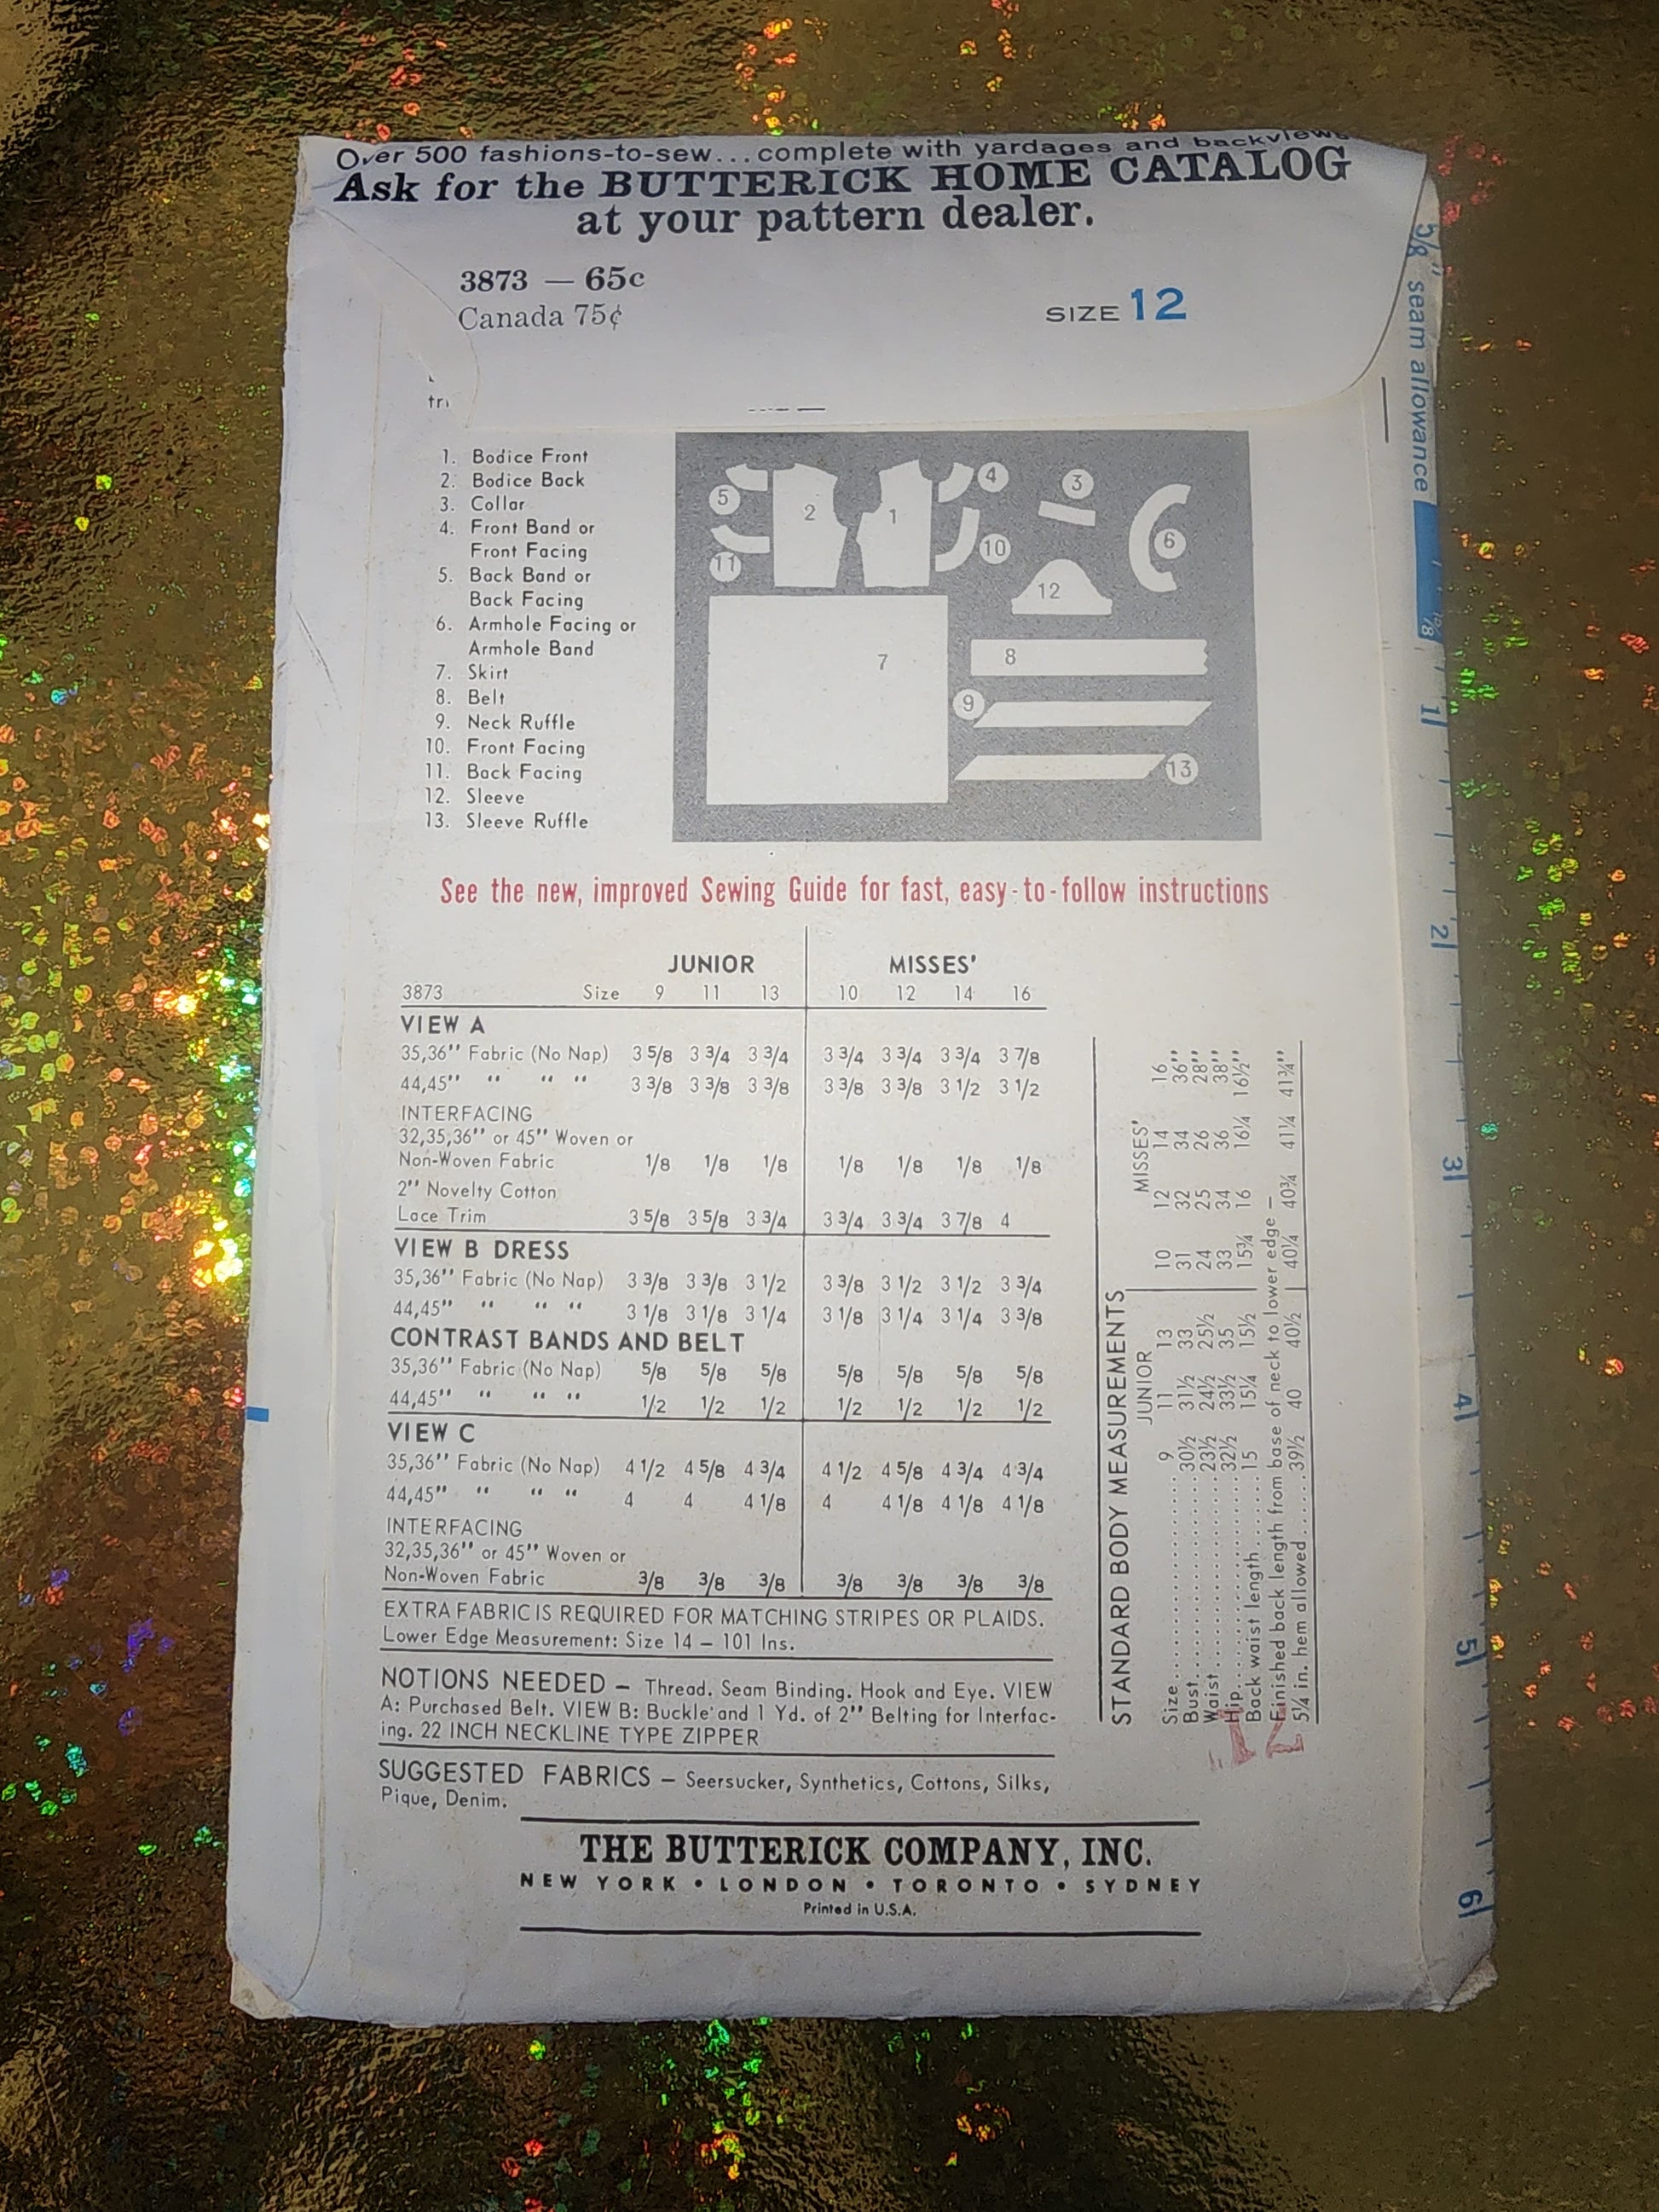 Over 500 fashions-to-sew...complete with yardages and backviews
Ask for the BUTTERICK HOME CATALOG
at your pattern dealer.
3873 — 65c
Canada 75¢
SIZE 12
5/8" seam allowance
1. Bodice Front
2. Bodice Back
3. Collar
4. Front Band or
Front Facing
5. Back Band or
Back Facing
6. Armhole Facing or
Armhole Band
7. Skirt
8. Belt
9. Neck Ruffle
10. Front Facing
11. Back Facing
12. Sleeve
13. Sleeve Ruffle
5 2 1 4 3 6
11 10 12
7 8
9
13
See the new, improved Sewing Guide for fast, easy-to-follow instructions
JUNIOR MISSES'
3873 Size 9 11 13 10 12 14 16
VIEW A
35,36" Fabric (No Nap) 3 5/8 3 3/4 3 3/4 3 3/4 3 3/4 3 3/4 3 7/8
44,45" " " " 3 3/8 3 3/8 3 3/8 3 3/8 3 3/8 3 1/2 3 1/2
INTERFACING
32,35,36" or 45" Woven or
Non-Woven Fabric 1/8 1/8 1/8 1/8 1/8 1/8 1/8
2" Novelty Cotton
Lace Trim 3 5/8 3 5/8 3 3/4 3 3/4 3 3/4 3 7/8 4
VIEW B DRESS
35,36" Fabric (No Nap) 3 3/8 3 3/8 3 1/2 3 3/8 3 1/2 3 1/2 3 3/4
44,45" " " " 3 1/8 3 1/8 3 1/4 3 1/8 3 1/4 3 1/4 3 3/8
CONTRAST BANDS AND BELT
35,36" Fabric (No Nap) 5/8 5/8 5/8 5/8 5/8 5/8 5/8
44,45" " " " 1/2 1/2 1/2 1/2 1/2 1/2 1/2
VIEW C
35,36" Fabric (No Nap) 4 1/2 4 5/8 4 3/4 4 1/2 4 5/8 4 3/4 4 3/4
44,45" " " " 4 4 4 1/8 4 4 1/8 4 1/8 4 1/8
INTERFACING
32,35,36" or 45" Woven or
Non-Woven Fabric 3/8 3/8 3/8 3/8 3/8 3/8 3/8
EXTRA FABRIC IS REQUIRED FOR MATCHING STRIPES OR PLAIDS.
Lower Edge Measurement: Size 14 – 101 Ins.
NOTIONS NEEDED – Thread. Seam Binding. Hook and Eye. VIEW
A: Purchased Belt. VIEW B: Buckle and 1 Yd. of 2" Belting for Interfac-
ing. 22 INCH NECKLINE TYPE ZIPPER
SUGGESTED FABRICS – Seersucker, Synthetics, Cottons, Silks,
Pique, Denim.
STANDARD BODY MEASUREMENTS
JUNIOR MISSES'
Size 9 11 13 10 12 14 16
Bust 30½ 31½ 33 31 32 34 36"
Waist 23½ 24½ 25½ 24 25 26 28"
Hip 32½ 33½ 35 33 34 36 38"
Back waist length 15 15¼ 15½ 15¾ 16 16¼ 16½"
Finished back length from base of neck to lower edge –
5¼ in. hem allowed 39½ 40 40½ 40¼ 40¾ 41¼ 41¾"
12
THE BUTTERICK COMPANY, INC.
NEW YORK • LONDON • TORONTO • SYDNEY
Printed in U.S.A.
1
2
3
4
5
6